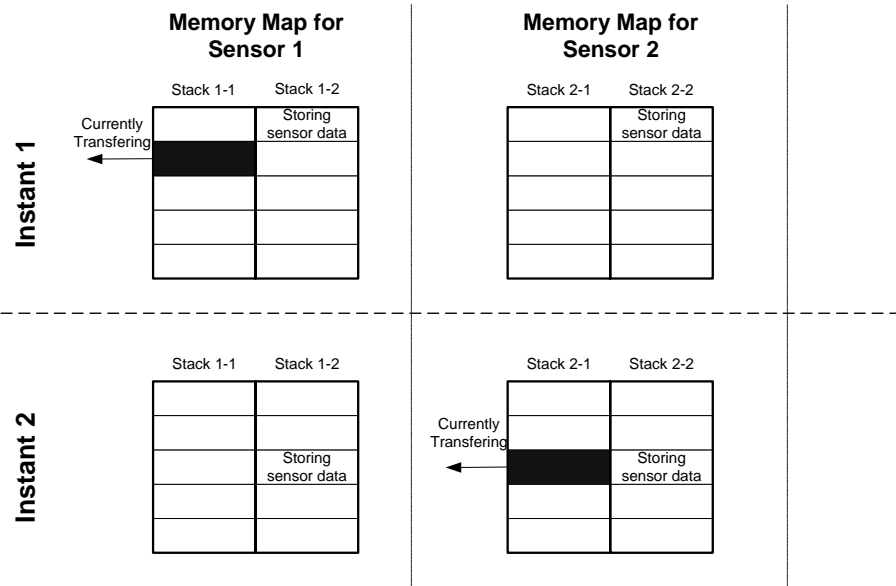 Memory Map for
Sensor 1
Memory Map for
Sensor 2
Instant 1
Stack 1-1
Stack 1-2
Storing
sensor data
Currently
Transfering
Stack 2-1
Stack 2-2
Storing
sensor data
Instant 2
Stack 1-1
Stack 1-2
Storing
sensor data
Stack 2-1
Stack 2-2
Currently
Transfering
Storing
sensor data